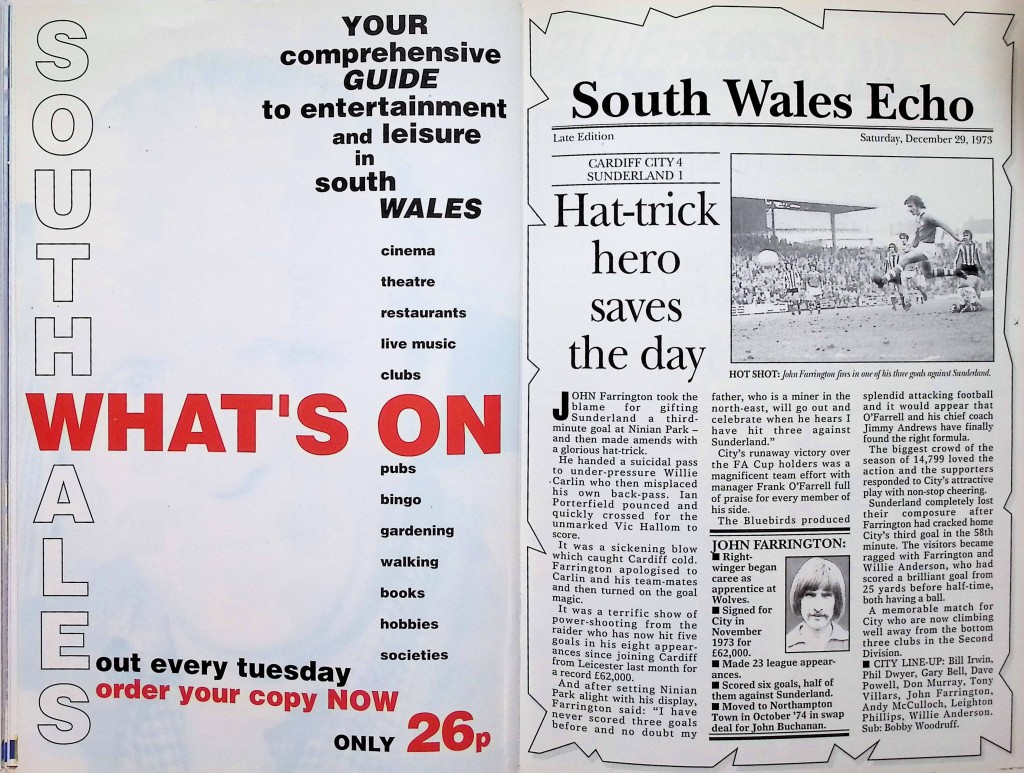 SOUTH WALES
YOUR
comprehensive
GUIDE
to entertainment
and leisure
in
south
WALES
cinema
theatre
restaurants
live music
clubs
WHAT'S ON
pubs
bingo
gardening
walking
books
hobbies
societies
out every tuesday
order your copy NOW
ONLY 26p
South Wales Echo
Late Edition
Saturday, December 29, 1973
CARDIFF CITY 4
SUNDERLAND 1
Hat-trick
hero
saves
the day
HOT SHOT: John Farrington fires in one of his three goals against Sunderland.
JOHN Farrington took the
blame for gifting
Sunderland a third-
minute goal at Ninian Park –
and then made amends with
a glorious hat-trick.
He handed a suicidal pass
to under-pressure Willie
Carlin who then misplaced
his own back-pass. Ian
Porterfield pounced and
quickly crossed for the
unmarked Vic Hallom to
score.
It was a sickening blow
which caught Cardiff cold.
Farrington apologised to
Carlin and his team-mates
and then turned on the goal
magic.
It was a terrific show of
power-shooting from the
raider who has now hit five
goals in his eight appear-
ances since joining Cardiff
from Leicester last month for
a record £62,000.
And after setting Ninian
Park alight with his display,
Farrington said: "I have
never scored three goals
before and no doubt my
father, who is a miner in the
north-east, will go out and
celebrate when he hears I
have hit three against
Sunderland."
City's runaway victory over
the FA Cup holders was a
magnificent team effort with
manager Frank O'Farrell full
of praise for every member of
his side.
The Bluebirds produced
JOHN FARRINGTON:
■ Right-
winger began
caree as
apprentice at
Wolves.
■ Signed for
City in
November
1973 for
£62,000.
■ Made 23 league appear-
ances.
■ Scored six goals, half of
them against Sunderland.
■ Moved to Northampton
Town in October '74 in swap
deal for John Buchanan.
splendid attacking football
and it would appear that
O'Farrell and his chief coach
Jimmy Andrews have finally
found the right formula.
The biggest crowd of the
season of 14,799 loved the
action and the supporters
responded to City's attractive
play with non-stop cheering.
Sunderland completely lost
their composure after
Farrington had cracked home
City's third goal in the 58th
minute. The visitors became
ragged with Farrington and
Willie Anderson, who had
scored a brilliant goal from
25 yards before half-time,
both having a ball.
A memorable match for
City who are now climbing
well away from the bottom
three clubs in the Second
Division.
■ CITY LINE-UP: Bill Irwin,
Phil Dwyer, Gary Bell, Dave
Powell, Don Murray, Tony
Villars, John Farrington,
Andy McCulloch, Leighton
Phillips, Willie Anderson.
Sub: Bobby Woodruff.